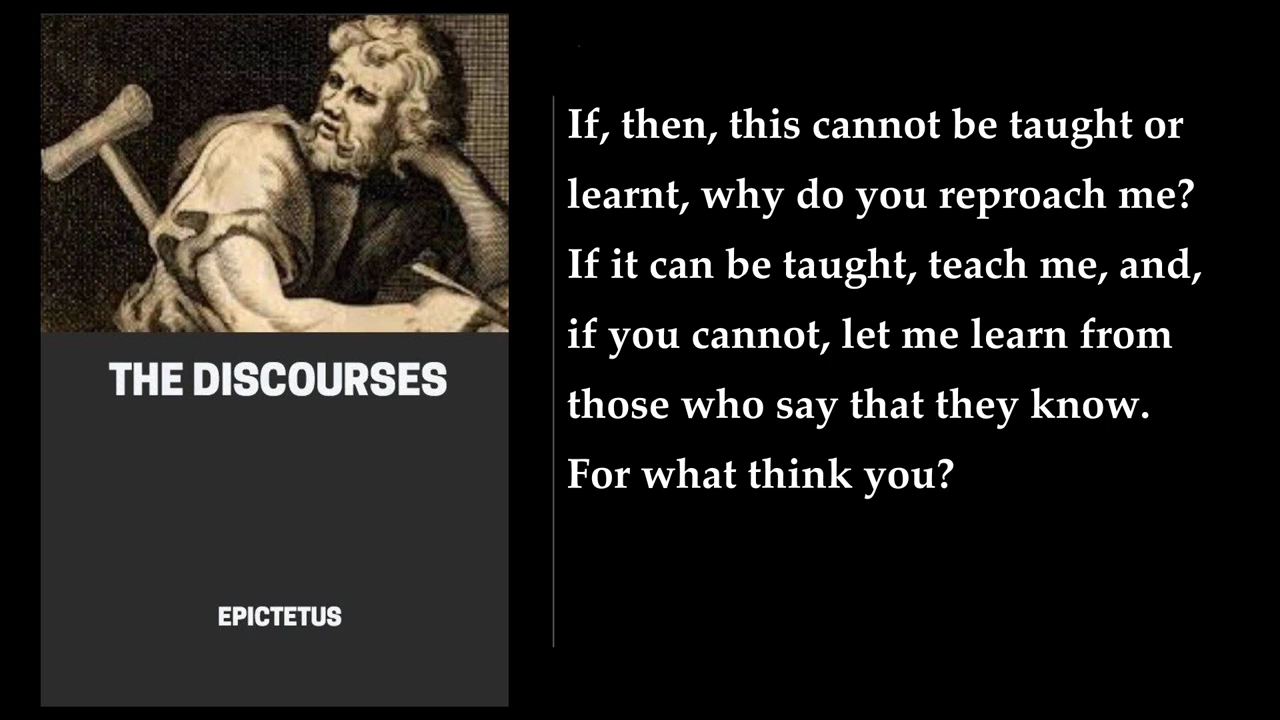 THE DISCOURSES
EPICTETUS
If, then, this cannot be taught or
learnt, why do you reproach me?
If it can be taught, teach me, and,
if you cannot, let me learn from
those who say that they know.
For what think you?